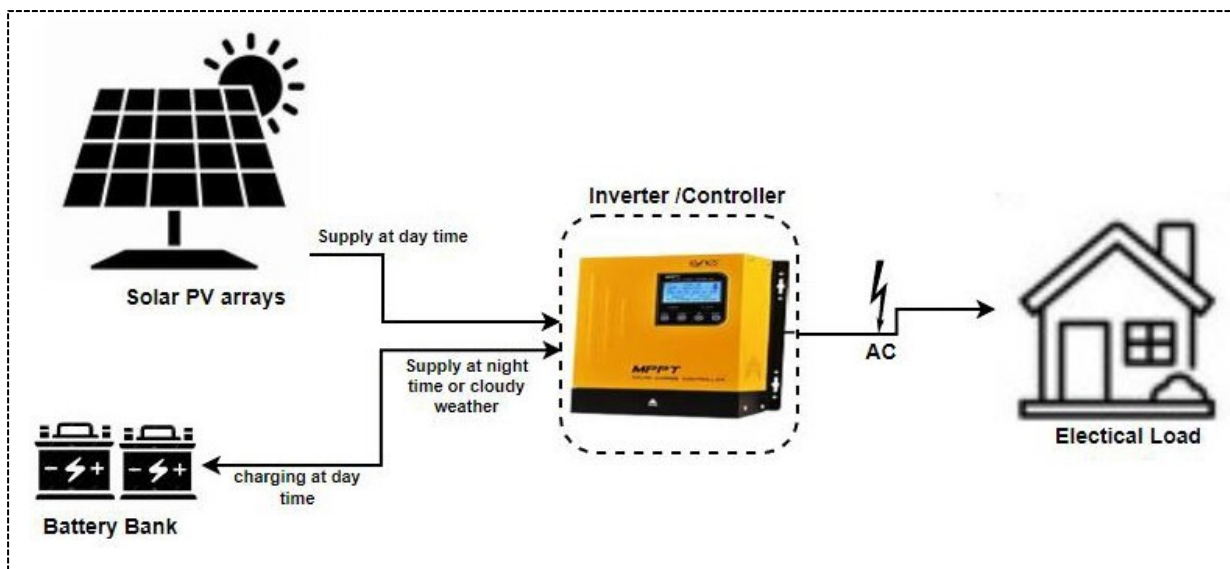 Inverter /Controller
Supply at day time
Solar PV arrays
MPPT
AC
Supply at night
time or cloudy
weather
charging at day
time
Battery Bank
Electical Load